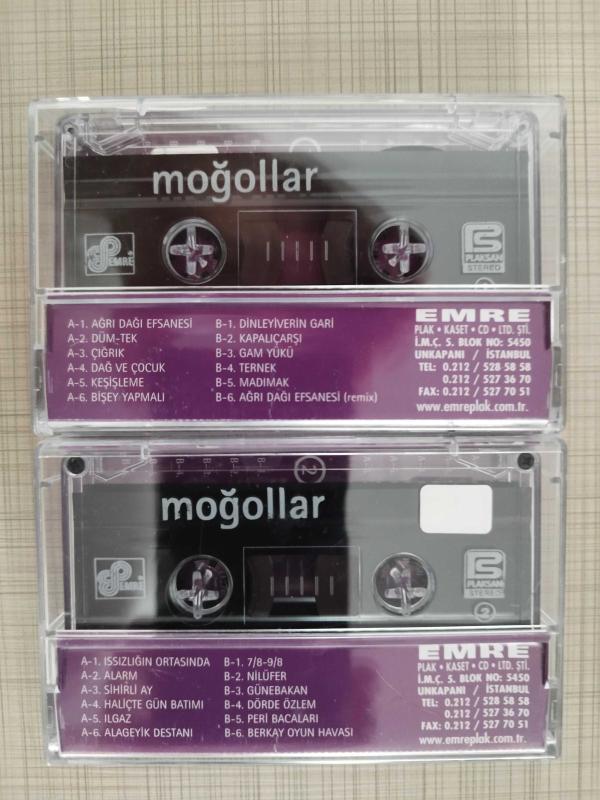 moğollar
EMRE
PLAKSAN
STEREO
A-1. AĞRI DAĞI EFSANESİ
A-2. DÜM-TEK
A-3. ÇIĞRIK
A-4. DAĞ VE ÇOCUK
A-5. KEŞİŞLEME
A-6. BİŞEY YAPMALI
B-1. DİNLEYİVERİN GARİ
B-2. KAPALIÇARŞI
B-3. GAM YÜKÜ
B-4. TERNEK
B-5. MADIMAK
B-6. AĞRI DAĞI EFSANESİ (remix)
EMRE
PLAK • KASET • CD • LTD. ŞTİ.
İ.M.Ç. 5. BLOK NO: 5450
UNKAPANI / İSTANBUL
TEL: 0.212 / 528 58 58
0.212 / 527 36 70
FAX: 0.212 / 527 70 51
www.emreplak.com.tr.
2
moğollar
EMRE
PLAKSAN
STEREO
2
A-1. ISSIZLIĞIN ORTASINDA
A-2. ALARM
A-3. SİHİRLİ AY
A-4. HALİÇTE GÜN BATIMI
A-5. ILGAZ
A-6. ALAGEYİK DESTANI
B-1. 7/8-9/8
B-2. NİLÜFER
B-3. GÜNEBAKAN
B-4. DÖRDE ÖZLEM
B-5. PERİ BACALARI
B-6. BERKAY OYUN HAVASI
EMRE
PLAK • KASET • CD • LTD. ŞTİ.
İ.M.Ç. 5. BLOK NO: 5450
UNKAPANI / İSTANBUL
TEL: 0.212 / 528 58 58
0.212 / 527 36 70
FAX: 0.212 / 527 70 51
www.emreplak.com.tr.